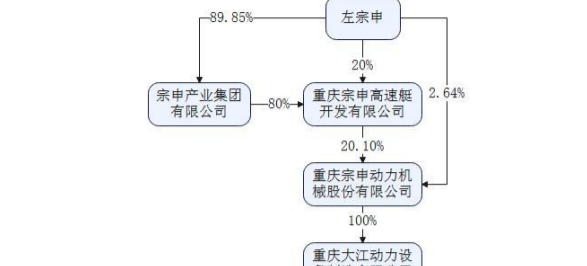 左宗申
89.85%
20%
2.64%
宗申产业集团
有限公司
80%
重庆宗申高速艇
开发有限公司
20.10%
重庆宗申动力机
械股份有限公司
100%
重庆大江动力设